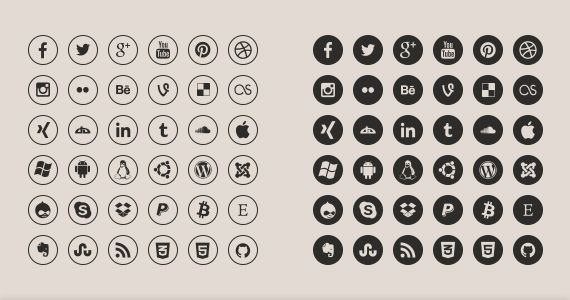 f g+ You Tube f g+ You Tube
Bē Bē
in t in t
S P B E S P B E
3 5 3 5